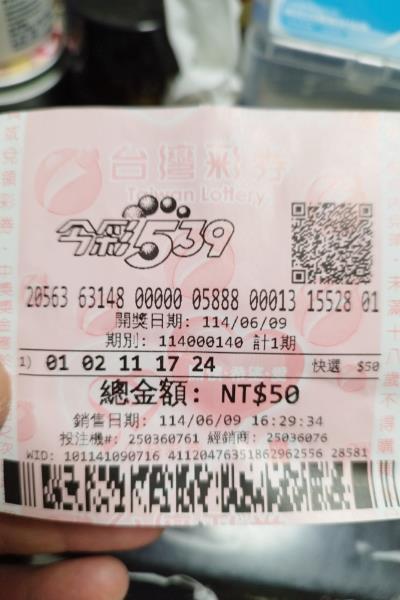 台灣彩券
Taiwan Lottery
今彩539
20563 63148 00000 05888 00013 15528 01
開獎日期: 114/06/09
期別: 114000140 計1期
1) 01 02 11 17 24 快選 $50
總金額: NT$50
銷售日期: 114/06/09 16:29:34
投注機#: 250360761 經銷商: 25036076
WID: 101141090716 41120476351862962556 28581